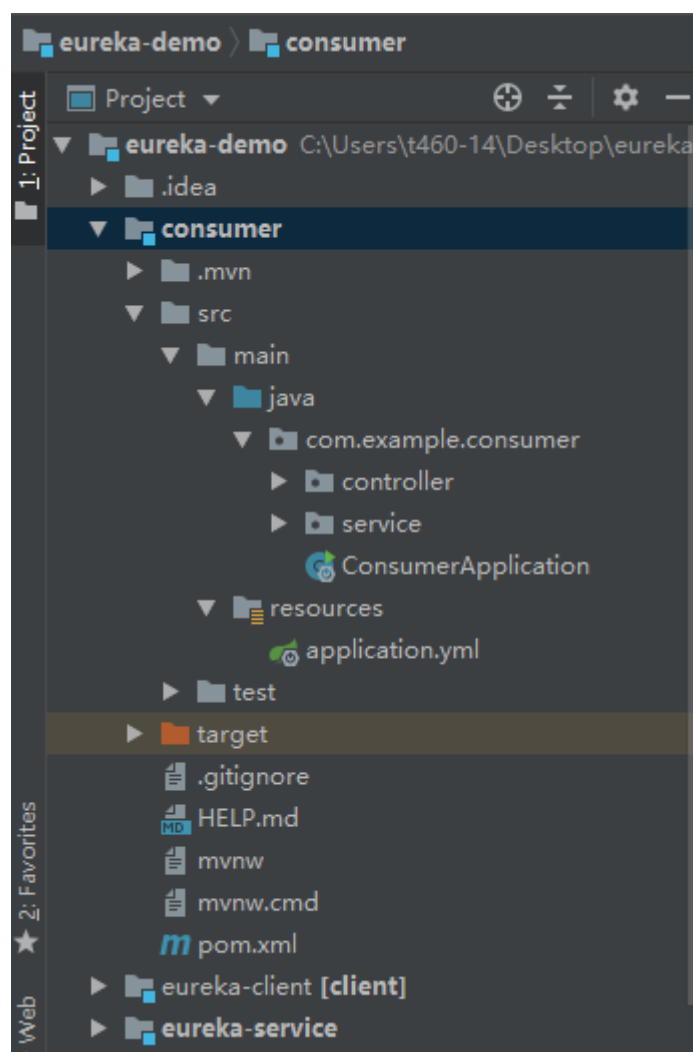 eureka-demo consumer
Project
eureka-demo C:\Users\t460-14\Desktop\eureka
.idea
consumer
.mvn
src
main
java
com.example.consumer
controller
service
ConsumerApplication
resources
application.yml
test
target
.gitignore
MD HELP.md
mvnw
mvnw.cmd
m pom.xml
eureka-client [client]
eureka-service
1: Project
2: Favorites
Web